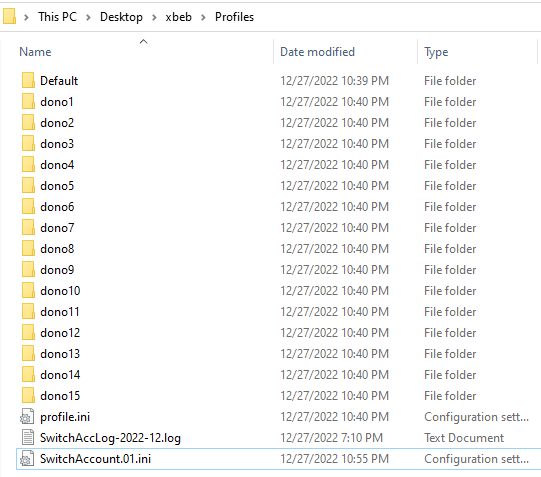 This PC > Desktop > xbeb > Profiles
Name Date modified Type
Default 12/27/2022 10:39 PM File folder
dono1 12/27/2022 10:40 PM File folder
dono2 12/27/2022 10:40 PM File folder
dono3 12/27/2022 10:40 PM File folder
dono4 12/27/2022 10:40 PM File folder
dono5 12/27/2022 10:40 PM File folder
dono6 12/27/2022 10:40 PM File folder
dono7 12/27/2022 10:40 PM File folder
dono8 12/27/2022 10:40 PM File folder
dono9 12/27/2022 10:40 PM File folder
dono10 12/27/2022 10:40 PM File folder
dono11 12/27/2022 10:40 PM File folder
dono12 12/27/2022 10:40 PM File folder
dono13 12/27/2022 10:40 PM File folder
dono14 12/27/2022 10:40 PM File folder
dono15 12/27/2022 10:40 PM File folder
profile.ini 12/27/2022 10:40 PM Configuration sett...
SwitchAccLog-2022-12.log 12/27/2022 7:10 PM Text Document
SwitchAccount.01.ini 12/27/2022 10:55 PM Configuration sett...